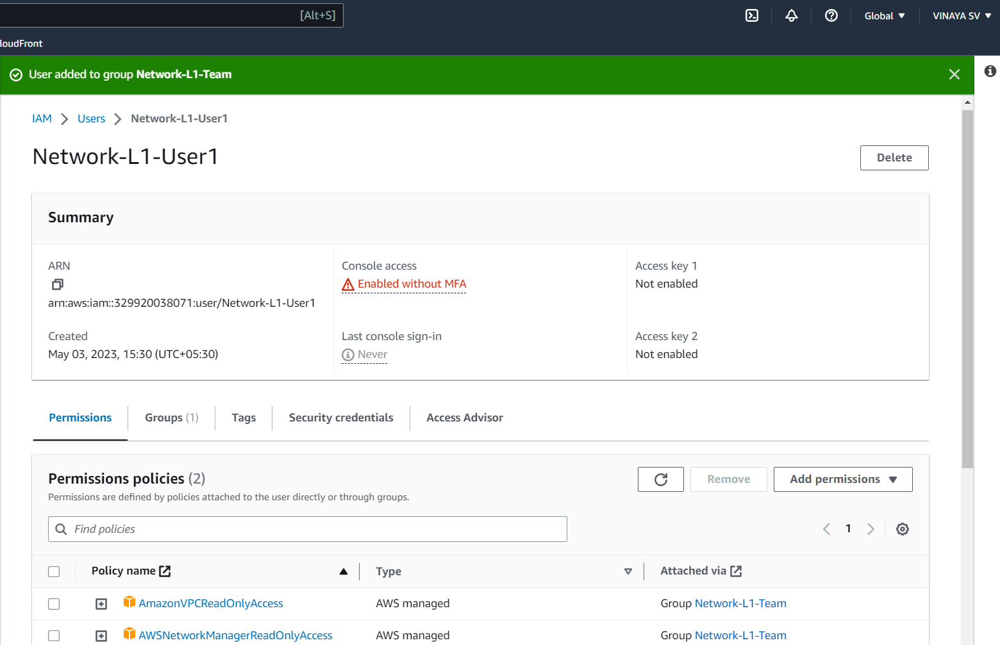 [Alt+S]
Global
VINAYA SV
loudFront
User added to group Network-L1-Team
IAM
Users
Network-L1-User1
Network-L1-User1
Delete
Summary
ARN
arn:aws:iam::329920038071:user/Network-L1-User1
Console access
Enabled without MFA
Access key 1
Not enabled
Created
May 03, 2023, 15:30 (UTC+05:30)
Last console sign-in
Never
Access key 2
Not enabled
Permissions
Groups (1)
Tags
Security credentials
Access Advisor
Permissions policies (2)
Permissions are defined by policies attached to the user directly or through groups.
Remove
Add permissions
Find policies
1
Policy name
Type
Attached via
AmazonVPCReadOnlyAccess
AWS managed
Group Network-L1-Team
AWSNetworkManagerReadOnlyAccess
AWS managed
Group Network-L1-Team